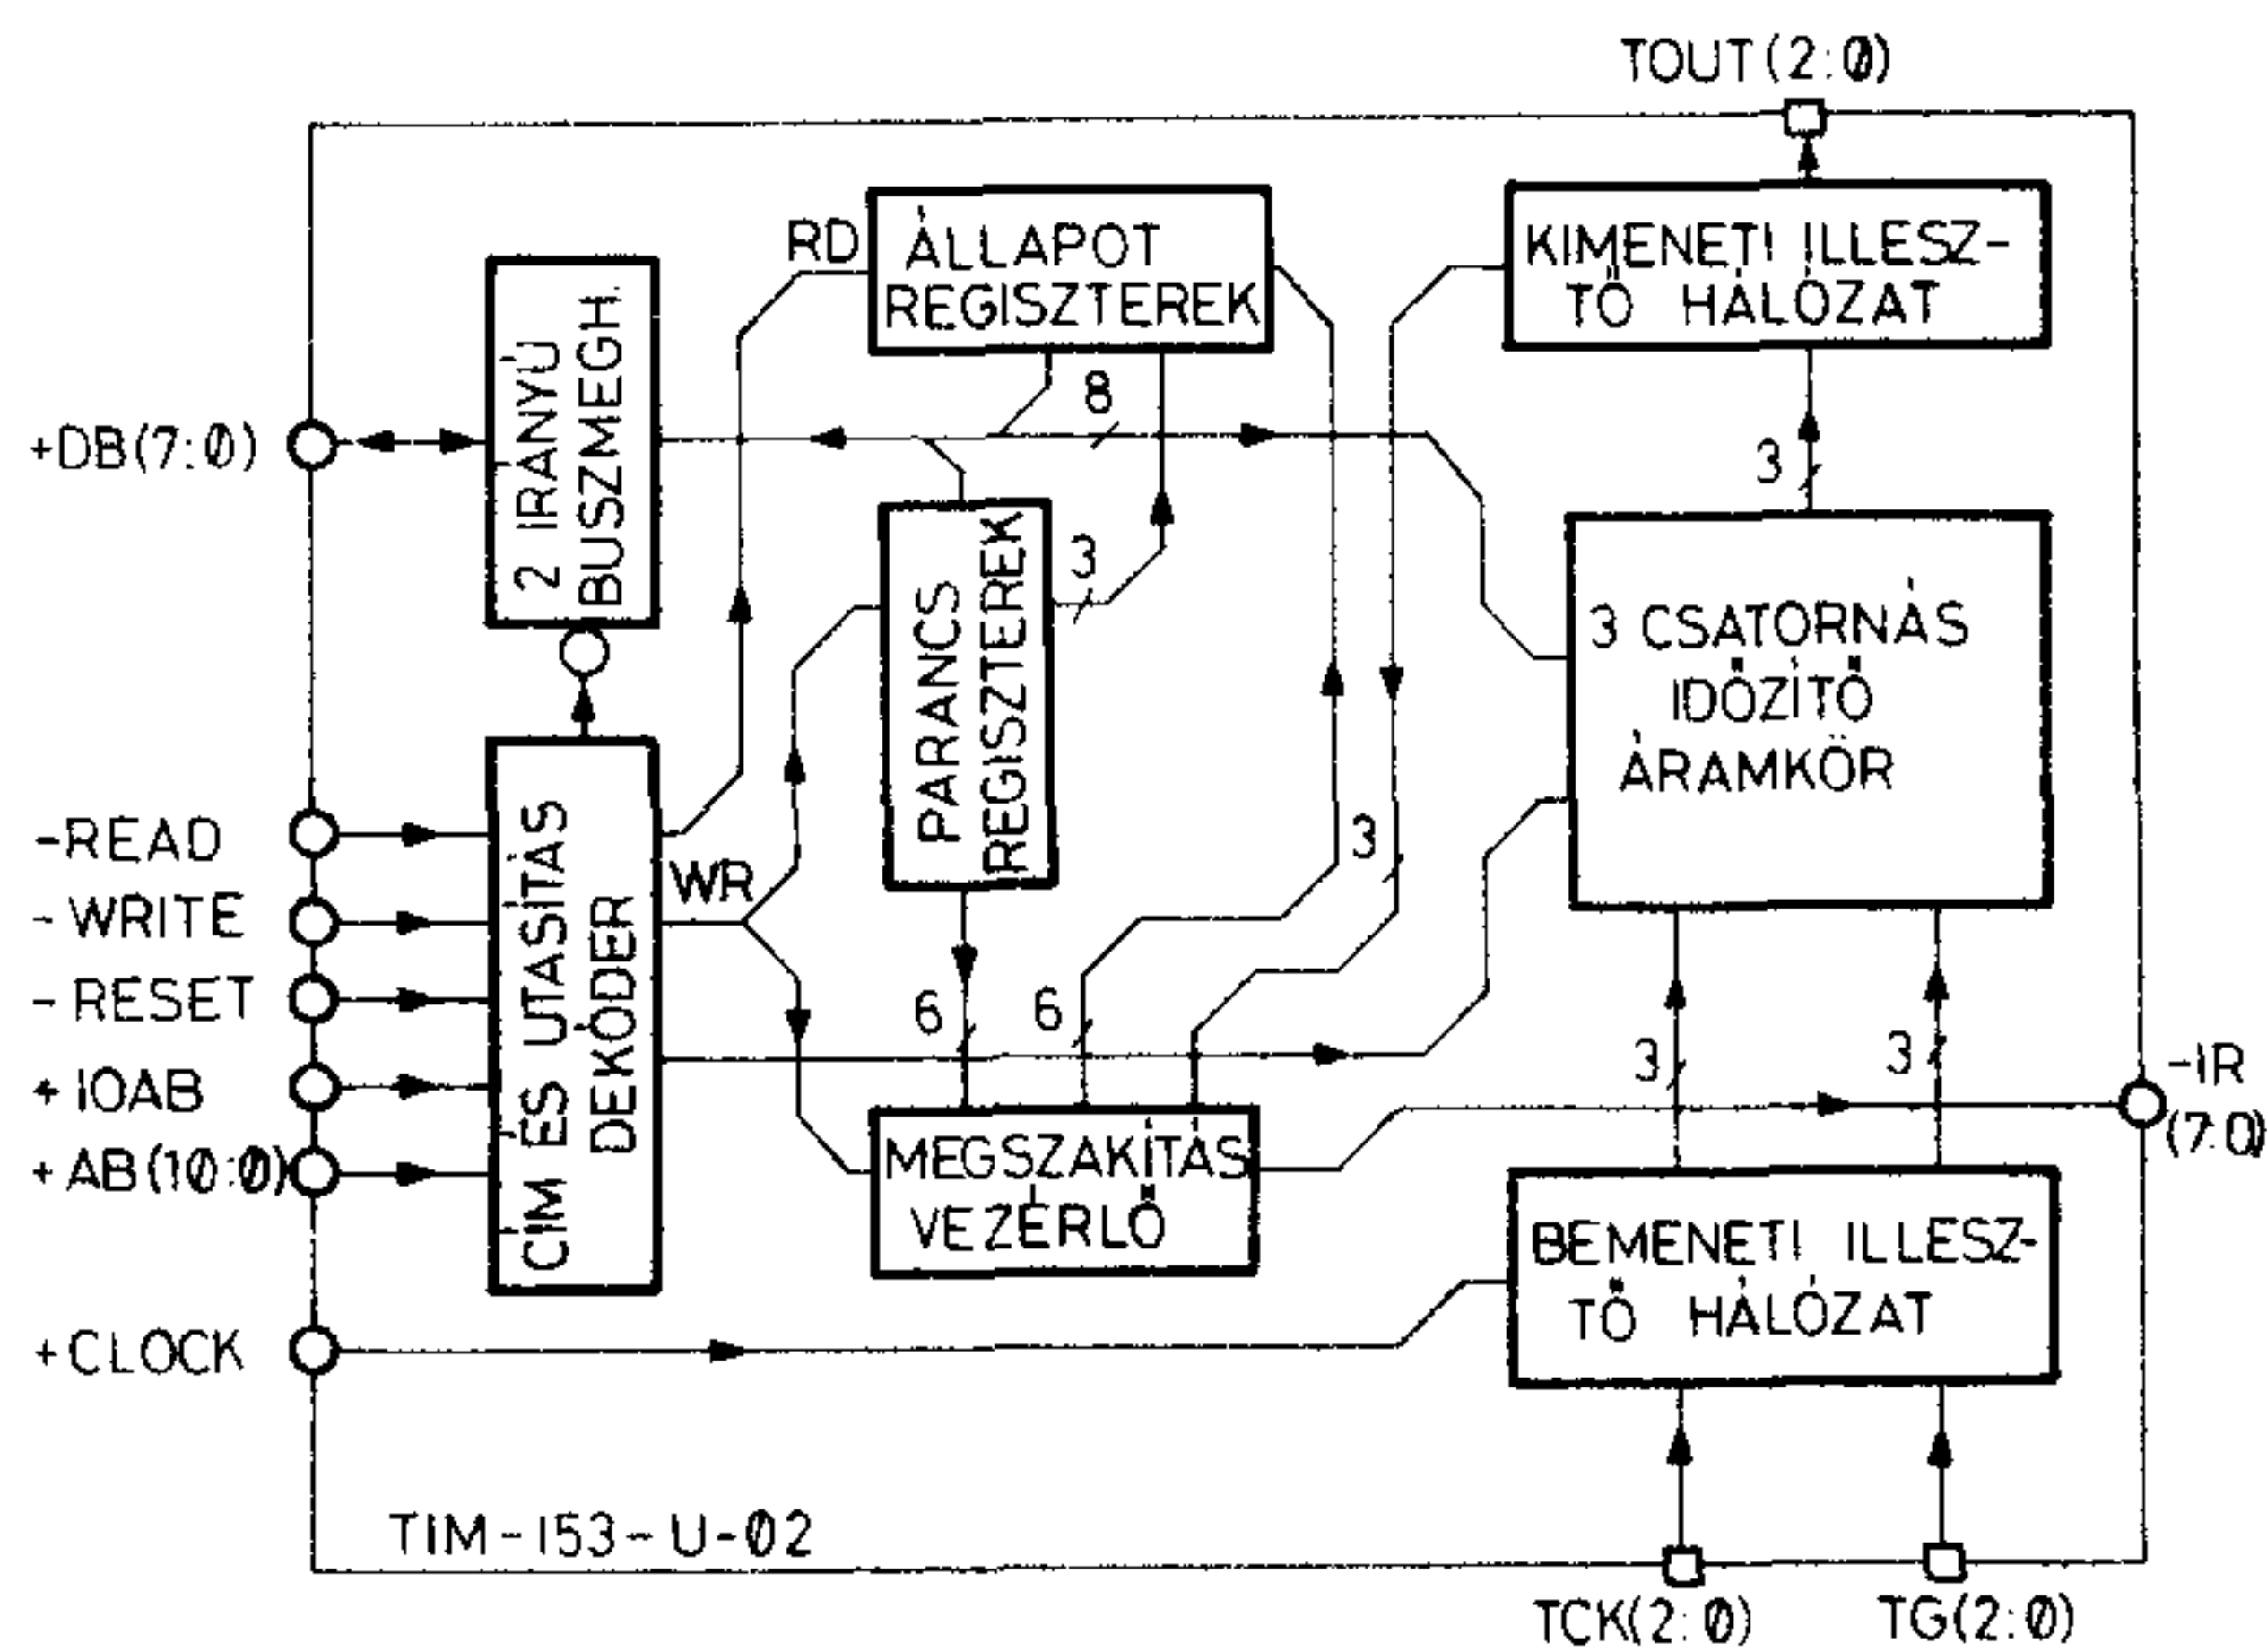 TOUT(2:0)
RD
ÁLLAPOT
REGISZTEREK
KIMENETI ILLESZ-
TŐ HÁLÓZAT
2 IRÁNYÚ
BUSZMEGH.
8
+DB(7:0)
3
PARANCS
REGISZTEREK
3
3 CSATORNÁS
IDŐZÍTŐ
ÁRAMKÖR
-READ
-WRITE
-RESET
+IOAB
+AB(10:0)
CÍM ÉS UTASÍTÁS
DEKÓDER
WR
3
6
6
3
3
-IR
(7:0)
MEGSZAKÍTÁS
VEZÉRLŐ
BEMENETI ILLESZ-
TŐ HÁLÓZAT
+CLOCK
TIM-153-U-02
TCK(2:0)
TG(2:0)